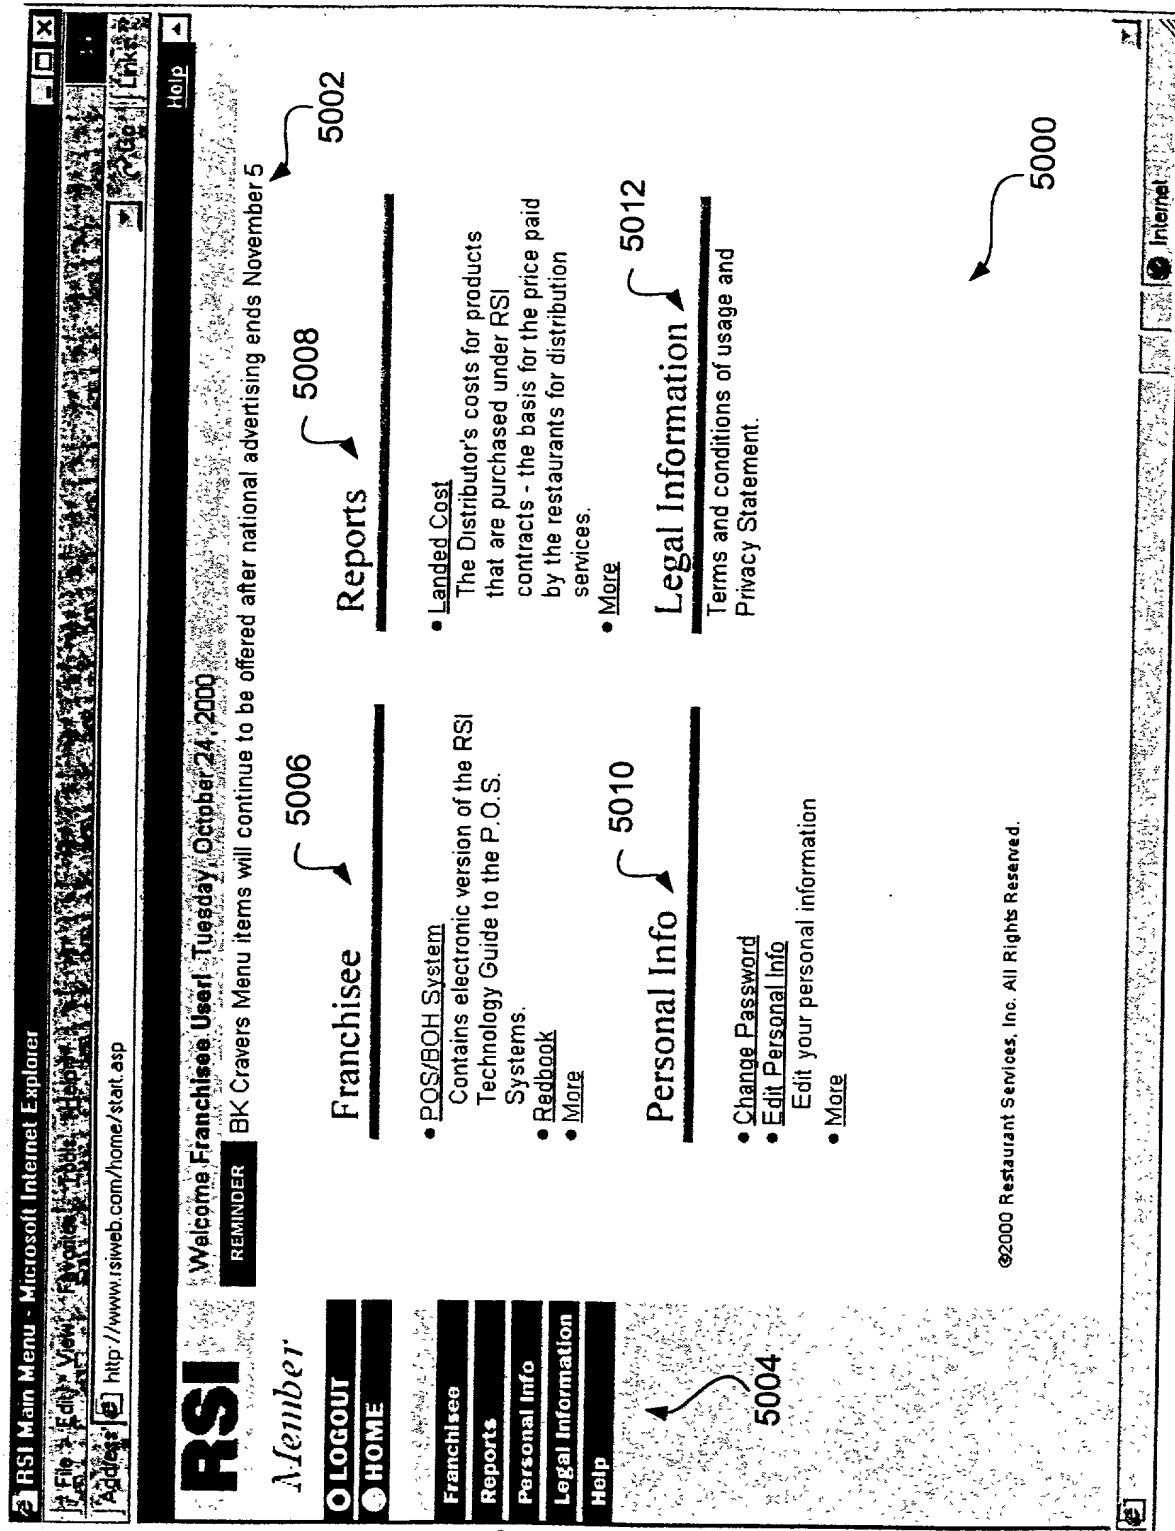 RSI Main Menu - Microsoft Internet Explorer
File Edit View Favorites Tools Help
Address http://www.rsiweb.com/home/start.asp Go Links
Help
RSI
Welcome Franchisee User! Tuesday, October 24, 2000
REMINDER BK Cravers Menu items will continue to be offered after national advertising ends November 5
5002
Member
LOGOUT
HOME
Franchisee
Reports
Personal Info
Legal Information
Help
5004
Franchisee
5006
• POS/BOH System
Contains electronic version of the RSI
Technology Guide to the P.O.S.
Systems.
• Redbook
• More
Reports
5008
• Landed Cost
The Distributor's costs for products
that are purchased under RSI
contracts - the basis for the price paid
by the restaurants for distribution
services.
• More
Personal Info
5010
• Change Password
• Edit Personal Info
Edit your personal information
• More
Legal Information
5012
Terms and conditions of usage and
Privacy Statement.
5000
©2000 Restaurant Services, Inc. All Rights Reserved.
Internet